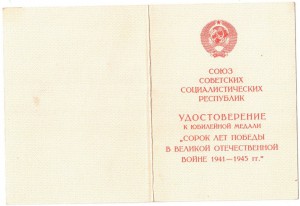 СОЮЗ
СОВЕТСКИХ
СОЦИАЛИСТИЧЕСКИХ
РЕСПУБЛИК
УДОСТОВЕРЕНИЕ
К ЮБИЛЕЙНОЙ МЕДАЛИ
„СОРОК ЛЕТ ПОБЕДЫ
В ВЕЛИКОЙ ОТЕЧЕСТВЕННОЙ
ВОЙНЕ 1941—1945 гг.“